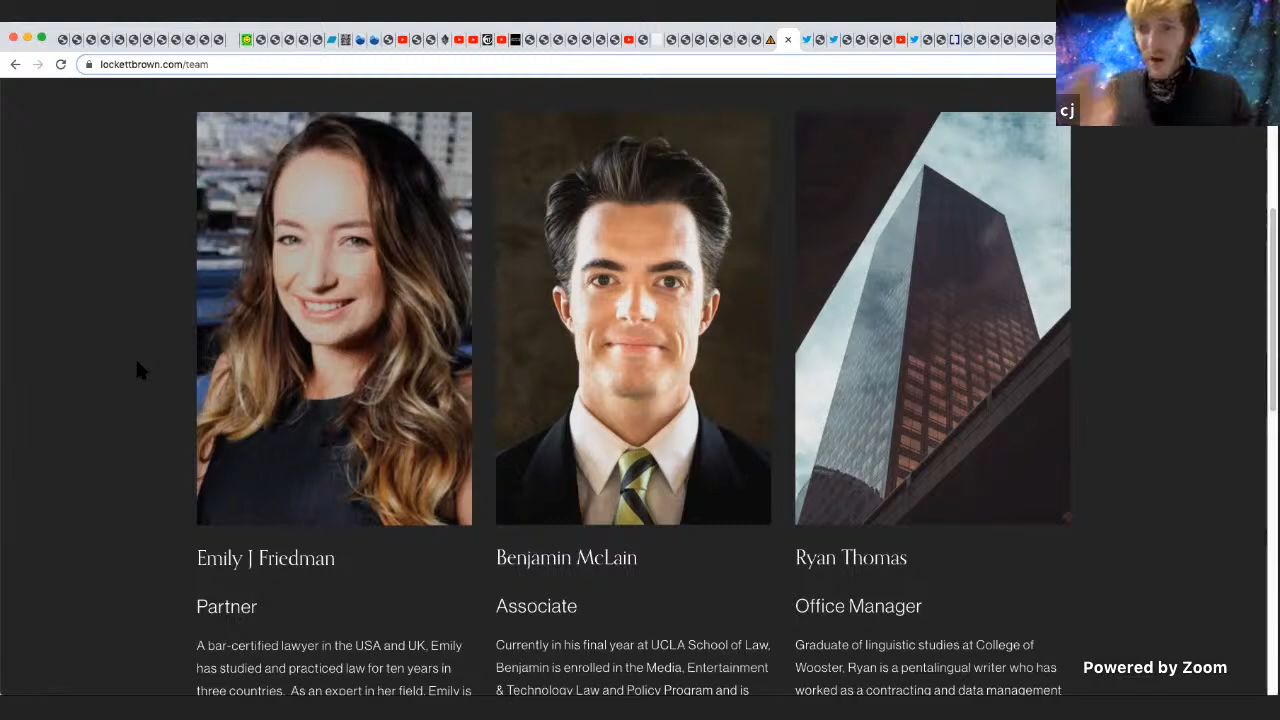 lockettbrown.com/team
cj
Emily J Friedman
Benjamin McLain
Ryan Thomas
Partner
Associate
Office Manager
A bar-certified lawyer in the USA and UK, Emily
has studied and practiced law for ten years in
three countries. As an expert in her field, Emily is
Currently in his final year at UCLA School of Law,
Benjamin is enrolled in the Media, Entertainment
& Technology Law and Policy Program and is
Graduate of linguistic studies at College of
Wooster, Ryan is a pentalingual writer who has
worked as a contracting and data management
Powered by Zoom